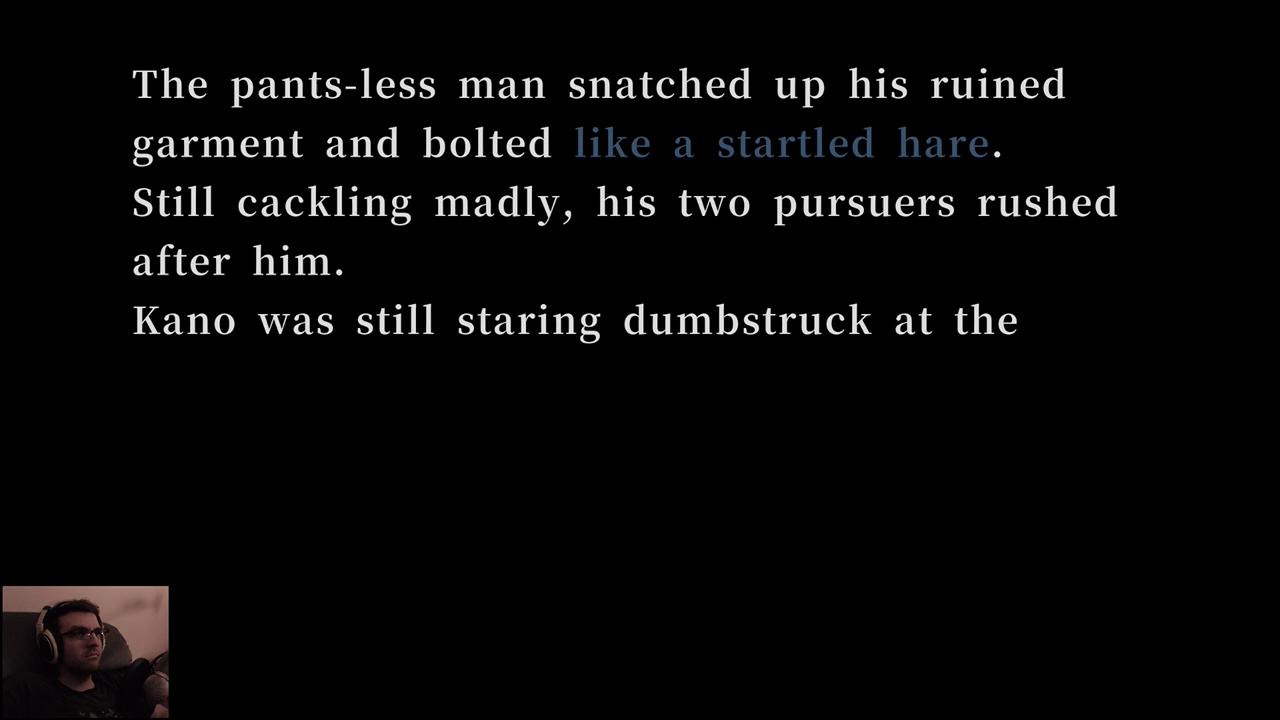 The pants-less man snatched up his ruined
garment and bolted like a startled hare.
Still cackling madly, his two pursuers rushed
after him.
Kano was still staring dumbstruck at the